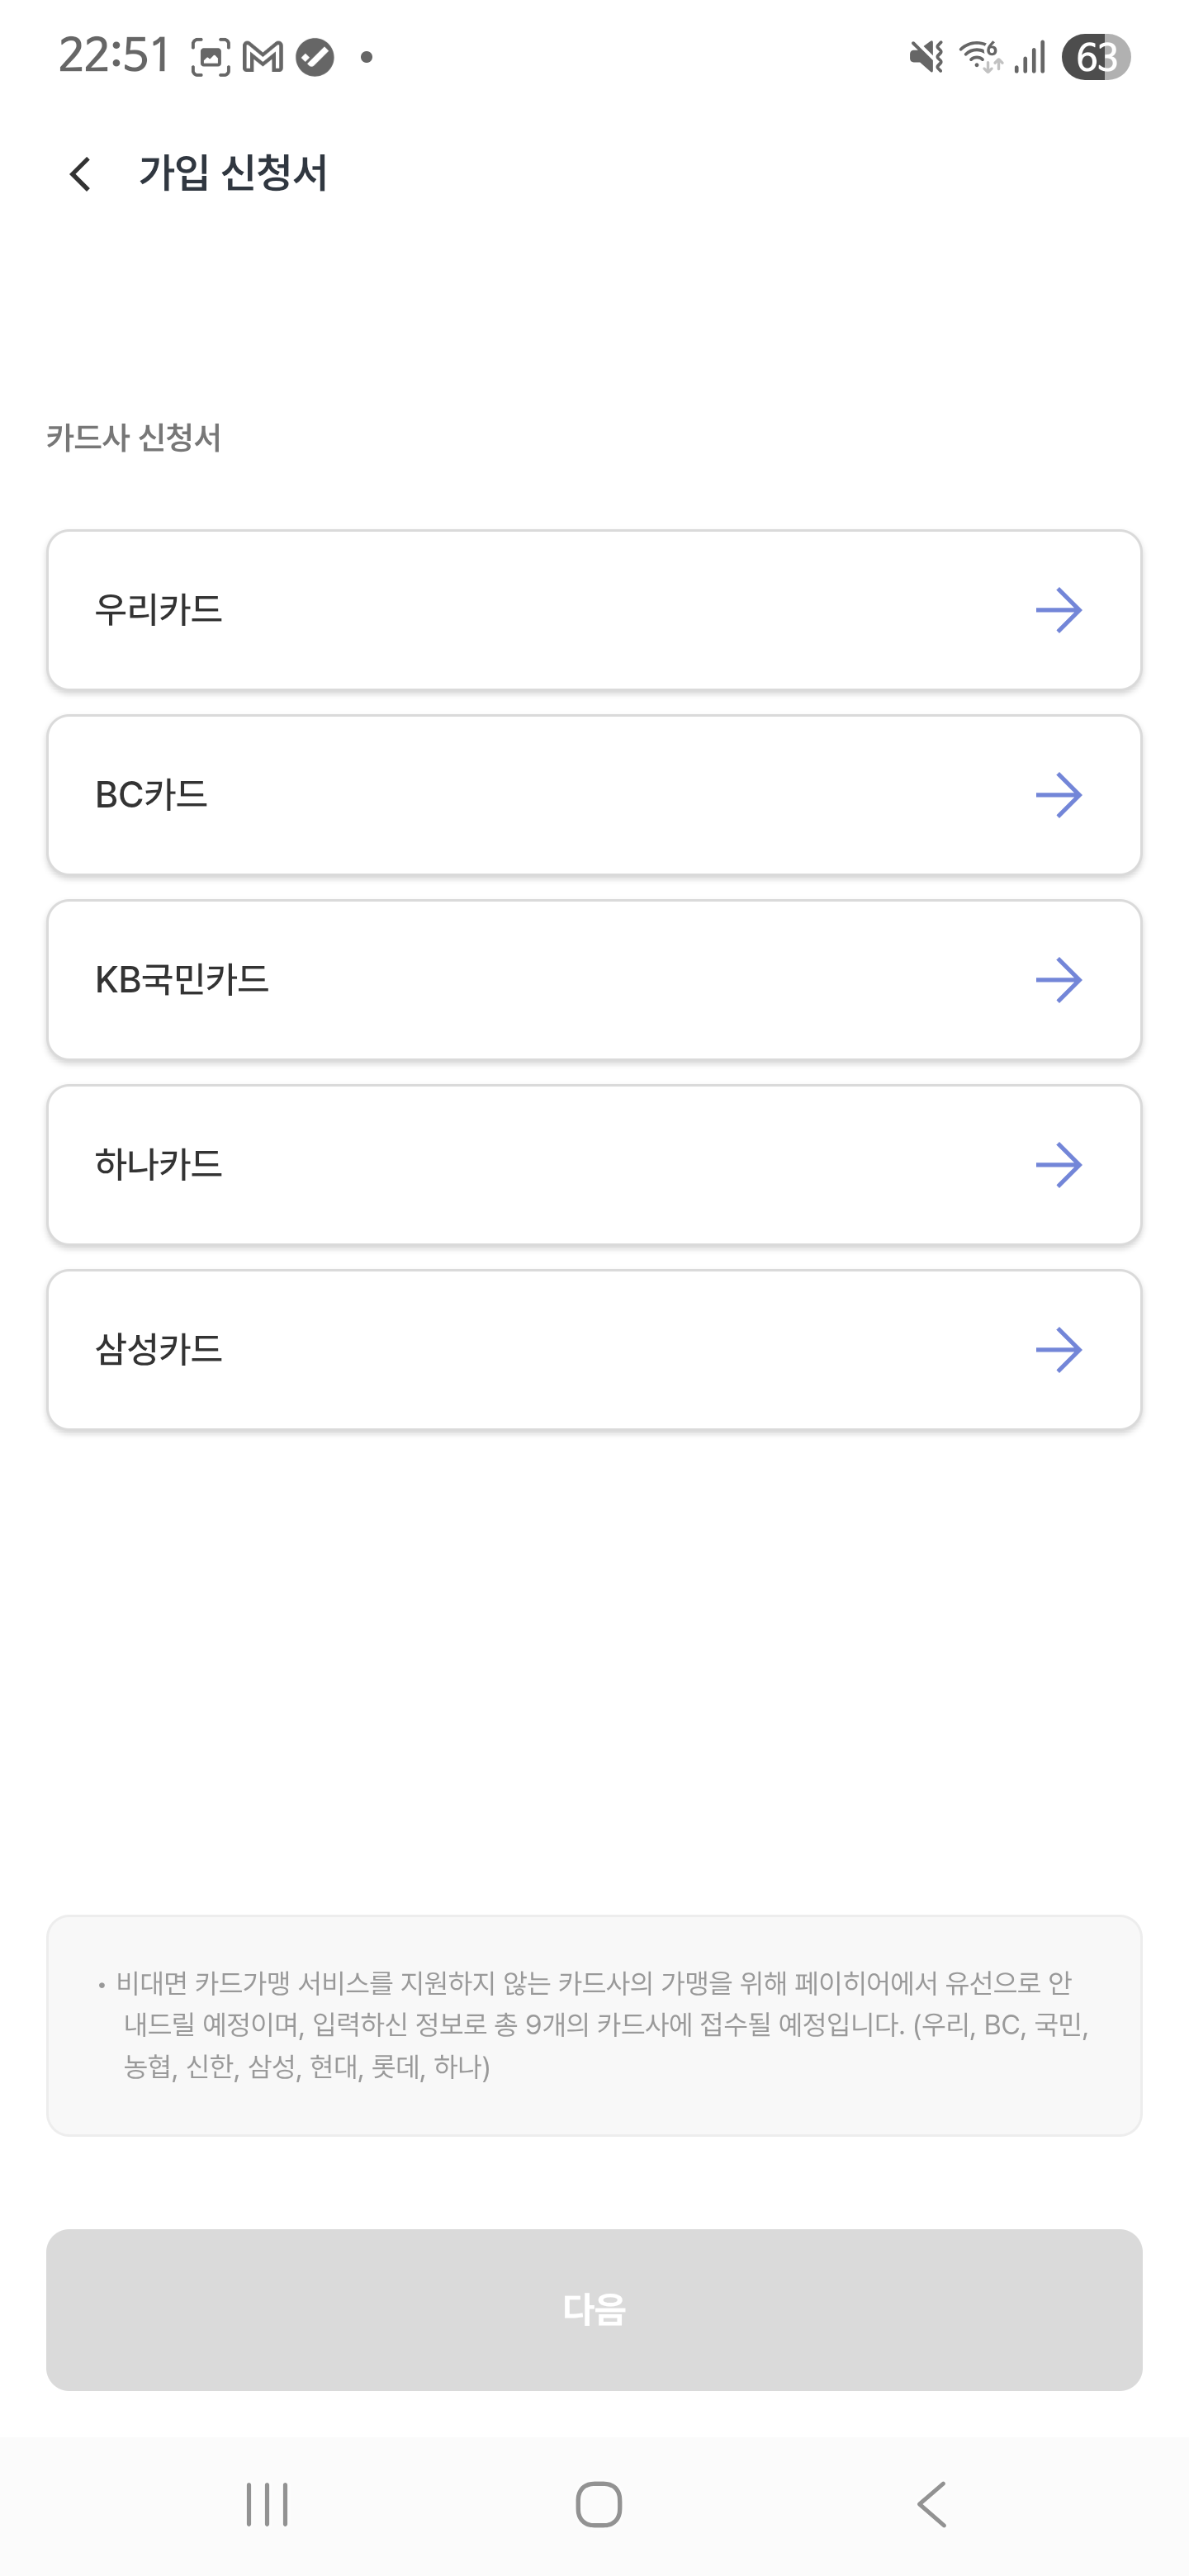 22:51
6
63
가입 신청서
카드사 신청서
우리카드
BC카드
KB국민카드
하나카드
삼성카드
• 비대면 카드가맹 서비스를 지원하지 않는 카드사의 가맹을 위해 페이히어에서 유선으로 안
내드릴 예정이며, 입력하신 정보로 총 9개의 카드사에 접수될 예정입니다. (우리, BC, 국민,
농협, 신한, 삼성, 현대, 롯데, 하나)
다음